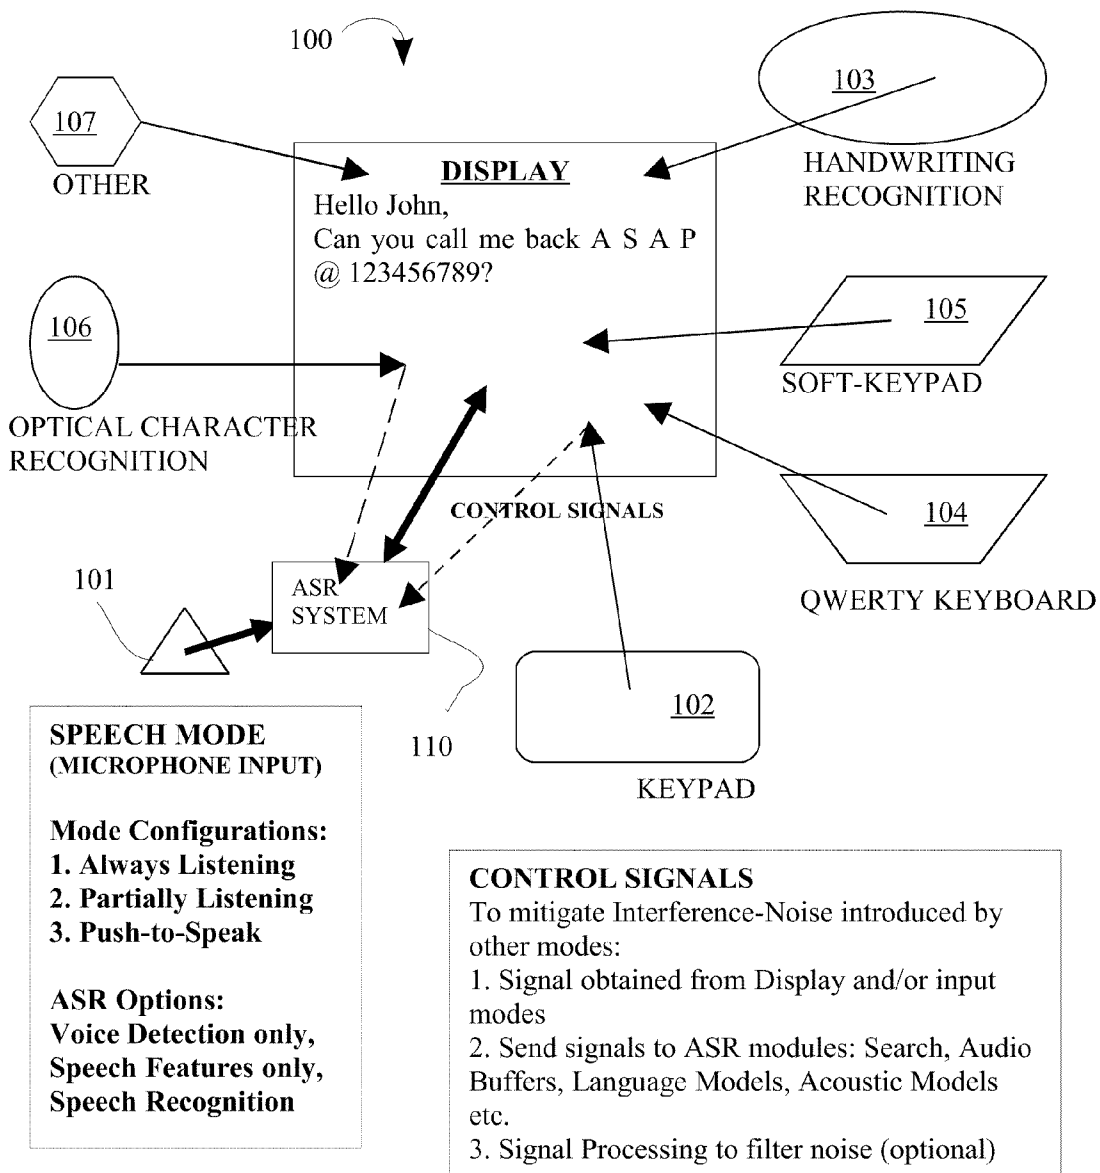 100
103
107
HANDWRITING
RECOGNITION
OTHER
DISPLAY
Hello John,
Can you call me back A S A P
@ 123456789?
106
105
SOFT-KEYPAD
OPTICAL CHARACTER
RECOGNITION
104
CONTROL SIGNALS
101
ASR
SYSTEM
QWERTY KEYBOARD
102
110
KEYPAD
SPEECH MODE
(MICROPHONE INPUT)
Mode Configurations:
1. Always Listening
2. Partially Listening
3. Push-to-Speak
ASR Options:
Voice Detection only,
Speech Features only,
Speech Recognition
CONTROL SIGNALS
To mitigate Interference-Noise introduced by
other modes:
1. Signal obtained from Display and/or input
modes
2. Send signals to ASR modules: Search, Audio
Buffers, Language Models, Acoustic Models
etc.
3. Signal Processing to filter noise (optional)